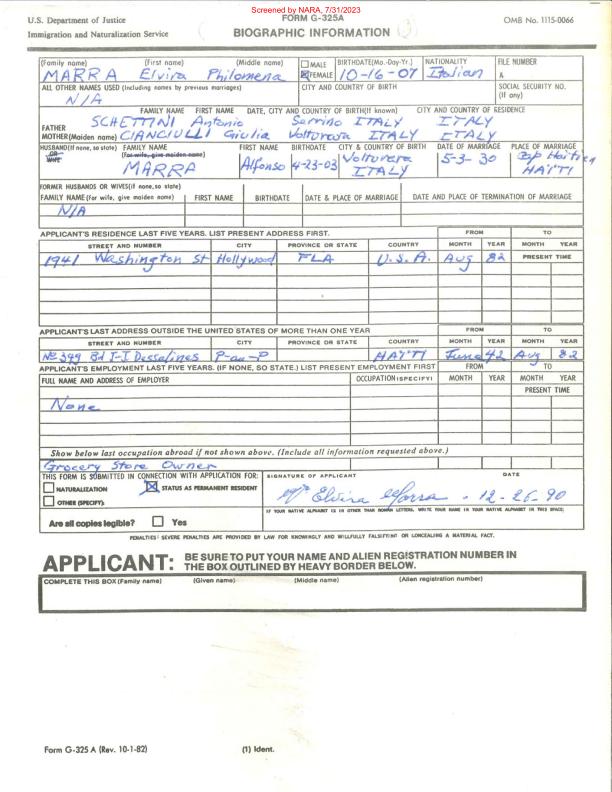 Screened by NARA, 7/31/2023
U.S. Department of Justice
FORM G-325A
OMB No. 1115-0066
Immigration and Naturalization Service
BIOGRAPHIC INFORMATION
(3)
(Family name) (First name) (Middle name) MALE BIRTHDATE(Mo.-Day-Yr.) NATIONALITY FILE NUMBER
MARRA Elvira Philomena FEMALE 10-16-07 Italian A
ALL OTHER NAMES USED (Including names by previous marriages) CITY AND COUNTRY OF BIRTH SOCIAL SECURITY NO. (If any)
N/A
FAMILY NAME FIRST NAME DATE, CITY AND COUNTRY OF BIRTH(If known) CITY AND COUNTRY OF RESIDENCE
FATHER SCHETTINI Antonio Serrino ITALY ITALY
MOTHER(Maiden name) CIANCIULLI Giulia Volturara ITALY ITALY
HUSBAND(If none, so state) OR WIFE FAMILY NAME (For wife, give maiden name) FIRST NAME BIRTHDATE CITY & COUNTRY OF BIRTH DATE OF MARRIAGE PLACE OF MARRIAGE
MARRA Alfonso 4-23-03 Volturara ITALY 5-3-30 Cap Haitien HAITI
FORMER HUSBANDS OR WIVES(if none, so state)
FAMILY NAME(For wife, give maiden name) FIRST NAME BIRTHDATE DATE & PLACE OF MARRIAGE DATE AND PLACE OF TERMINATION OF MARRIAGE
N/A
APPLICANT'S RESIDENCE LAST FIVE YEARS. LIST PRESENT ADDRESS FIRST. FROM TO
STREET AND NUMBER CITY PROVINCE OR STATE COUNTRY MONTH YEAR MONTH YEAR
1941 Washington St Hollywood FLA U.S.A. Aug 82 PRESENT TIME
APPLICANT'S LAST ADDRESS OUTSIDE THE UNITED STATES OF MORE THAN ONE YEAR FROM TO
STREET AND NUMBER CITY PROVINCE OR STATE COUNTRY MONTH YEAR MONTH YEAR
No 399 Bd J-J Dessalines P-au-P HAITI June 42 Aug 82
APPLICANT'S EMPLOYMENT LAST FIVE YEARS. (IF NONE, SO STATE.) LIST PRESENT EMPLOYMENT FIRST FROM TO
FULL NAME AND ADDRESS OF EMPLOYER OCCUPATION(SPECIFY) MONTH YEAR MONTH YEAR
PRESENT TIME
None
Show below last occupation abroad if not shown above. (Include all information requested above.)
Grocery Store Owner
THIS FORM IS SUBMITTED IN CONNECTION WITH APPLICATION FOR: SIGNATURE OF APPLICANT DATE
NATURALIZATION STATUS AS PERMANENT RESIDENT
OTHER (SPECIFY): Elvira Marra - 12-26-90
IF YOUR NATIVE ALPHABET IS IN OTHER THAN ROMAN LETTERS, WRITE YOUR NAME IN YOUR NATIVE ALPHABET IN THIS SPACE:
Are all copies legible? Yes
PENALTIES: SEVERE PENALTIES ARE PROVIDED BY LAW FOR KNOWINGLY AND WILLFULLY FALSIFYING OR CONCEALING A MATERIAL FACT.
APPLICANT: BE SURE TO PUT YOUR NAME AND ALIEN REGISTRATION NUMBER IN
THE BOX OUTLINED BY HEAVY BORDER BELOW.
COMPLETE THIS BOX (Family name) (Given name) (Middle name) (Alien registration number)
Form G-325 A (Rev. 10-1-82) (1) Ident.